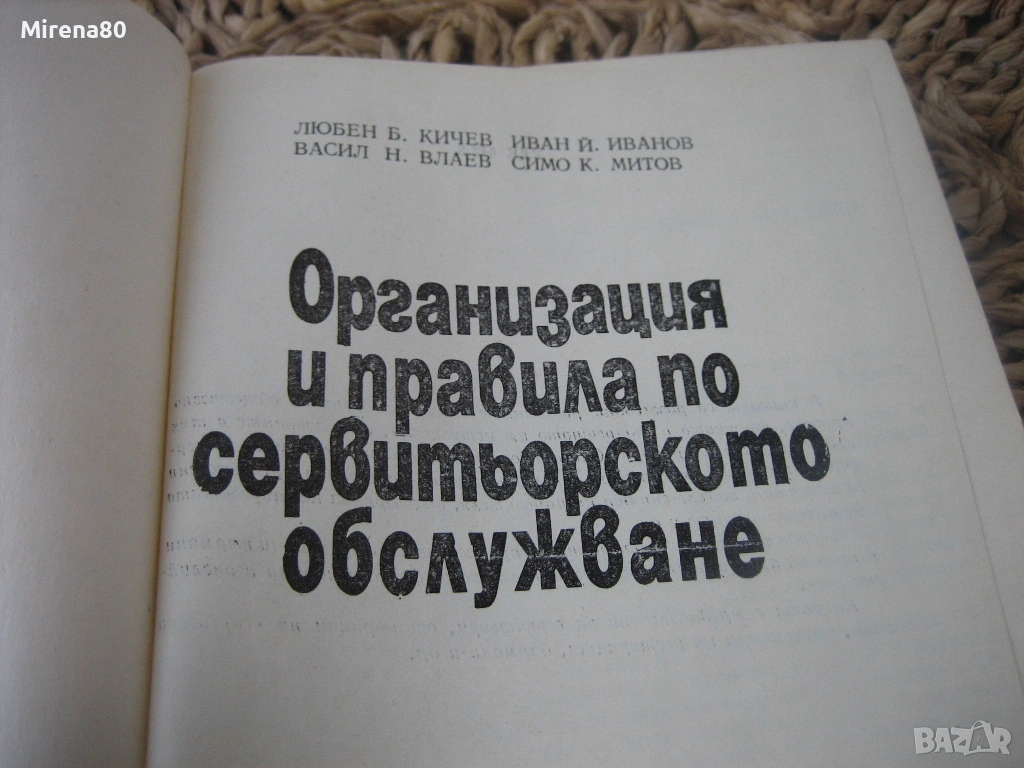 Mirena80
ЛЮБЕН Б. КИЧЕВ ИВАН Й. ИВАНОВ
ВАСИЛ Н. ВЛАЕВ СИМО К. МИТОВ
Организация
и правила по
сервитьорското
обслужване
BAZAR